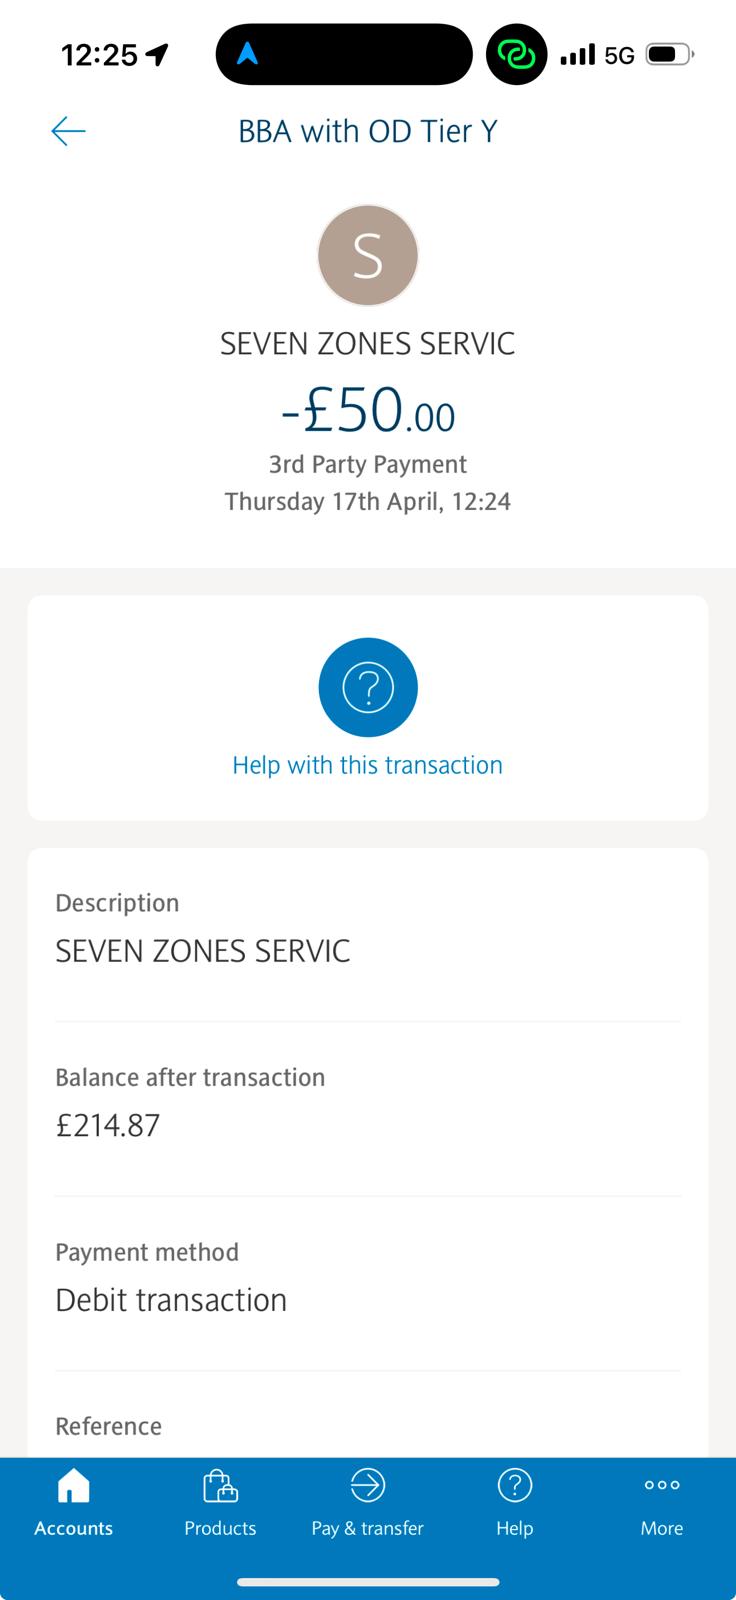 12:25
5G
BBA with OD Tier Y
S
SEVEN ZONES SERVIC
-£50.00
3rd Party Payment
Thursday 17th April, 12:24
Help with this transaction
Description
SEVEN ZONES SERVIC
Balance after transaction
£214.87
Payment method
Debit transaction
Reference
Accounts Products Pay & transfer Help More